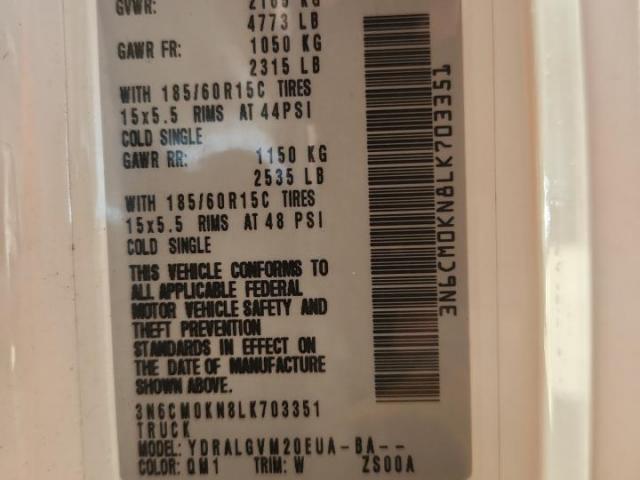 GVWR: 2165 KG
4773 LB
GAWR FR: 1050 KG
2315 LB
WITH 185/60R15C TIRES
15x5.5 RIMS AT 44PSI
COLD SINGLE
GAWR RR: 1150 KG
2535 LB
WITH 185/60R15C TIRES
15x5.5 RIMS AT 48 PSI
COLD SINGLE
THIS VEHICLE CONFORMS TO
ALL APPLICABLE FEDERAL
MOTOR VEHICLE SAFETY AND
THEFT PREVENTION
STANDARDS IN EFFECT ON
THE DATE OF MANUFACTURE
SHOWN ABOVE.
3N6CM0KN8LK703351
TRUCK
MODEL: YDRALGVM20EUA-BA--
COLOR: QM1 TRIM: W ZS00A
3N6CM0KN8LK703351